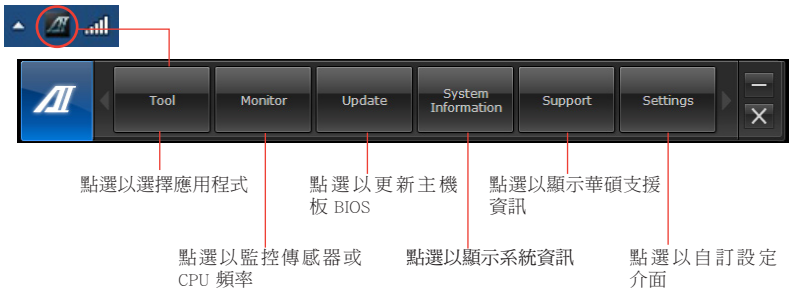 Tool
Monitor
Update
System
Information
Support
Settings
點選以選擇應用程式
點選以更新主機
板 BIOS
點選以顯示華碩支援
資訊
點選以監控傳感器或
CPU 頻率
點選以顯示系統資訊
點選以自訂設定
介面